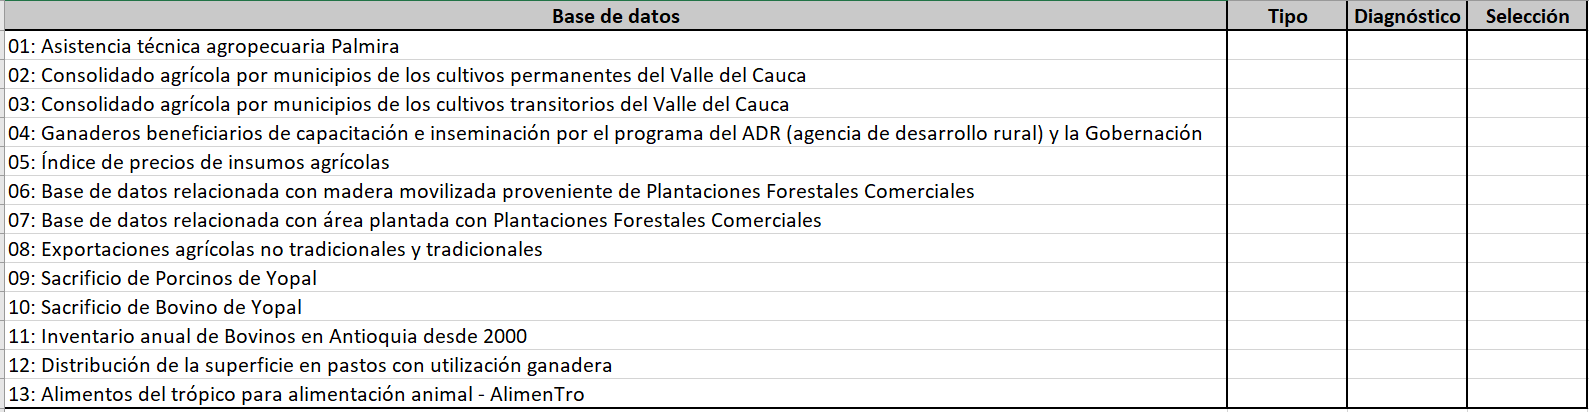 Base de datos Tipo Diagnóstico Selección
01: Asistencia técnica agropecuaria Palmira
02: Consolidado agrícola por municipios de los cultivos permanentes del Valle del Cauca
03: Consolidado agrícola por municipios de los cultivos transitorios del Valle del Cauca
04: Ganaderos beneficiarios de capacitación e inseminación por el programa del ADR (agencia de desarrollo rural) y la Gobernación
05: Índice de precios de insumos agrícolas
06: Base de datos relacionada con madera movilizada proveniente de Plantaciones Forestales Comerciales
07: Base de datos relacionada con área plantada con Plantaciones Forestales Comerciales
08: Exportaciones agrícolas no tradicionales y tradicionales
09: Sacrificio de Porcinos de Yopal
10: Sacrificio de Bovino de Yopal
11: Inventario anual de Bovinos en Antioquia desde 2000
12: Distribución de la superficie en pastos con utilización ganadera
13: Alimentos del trópico para alimentación animal - AlimenTro